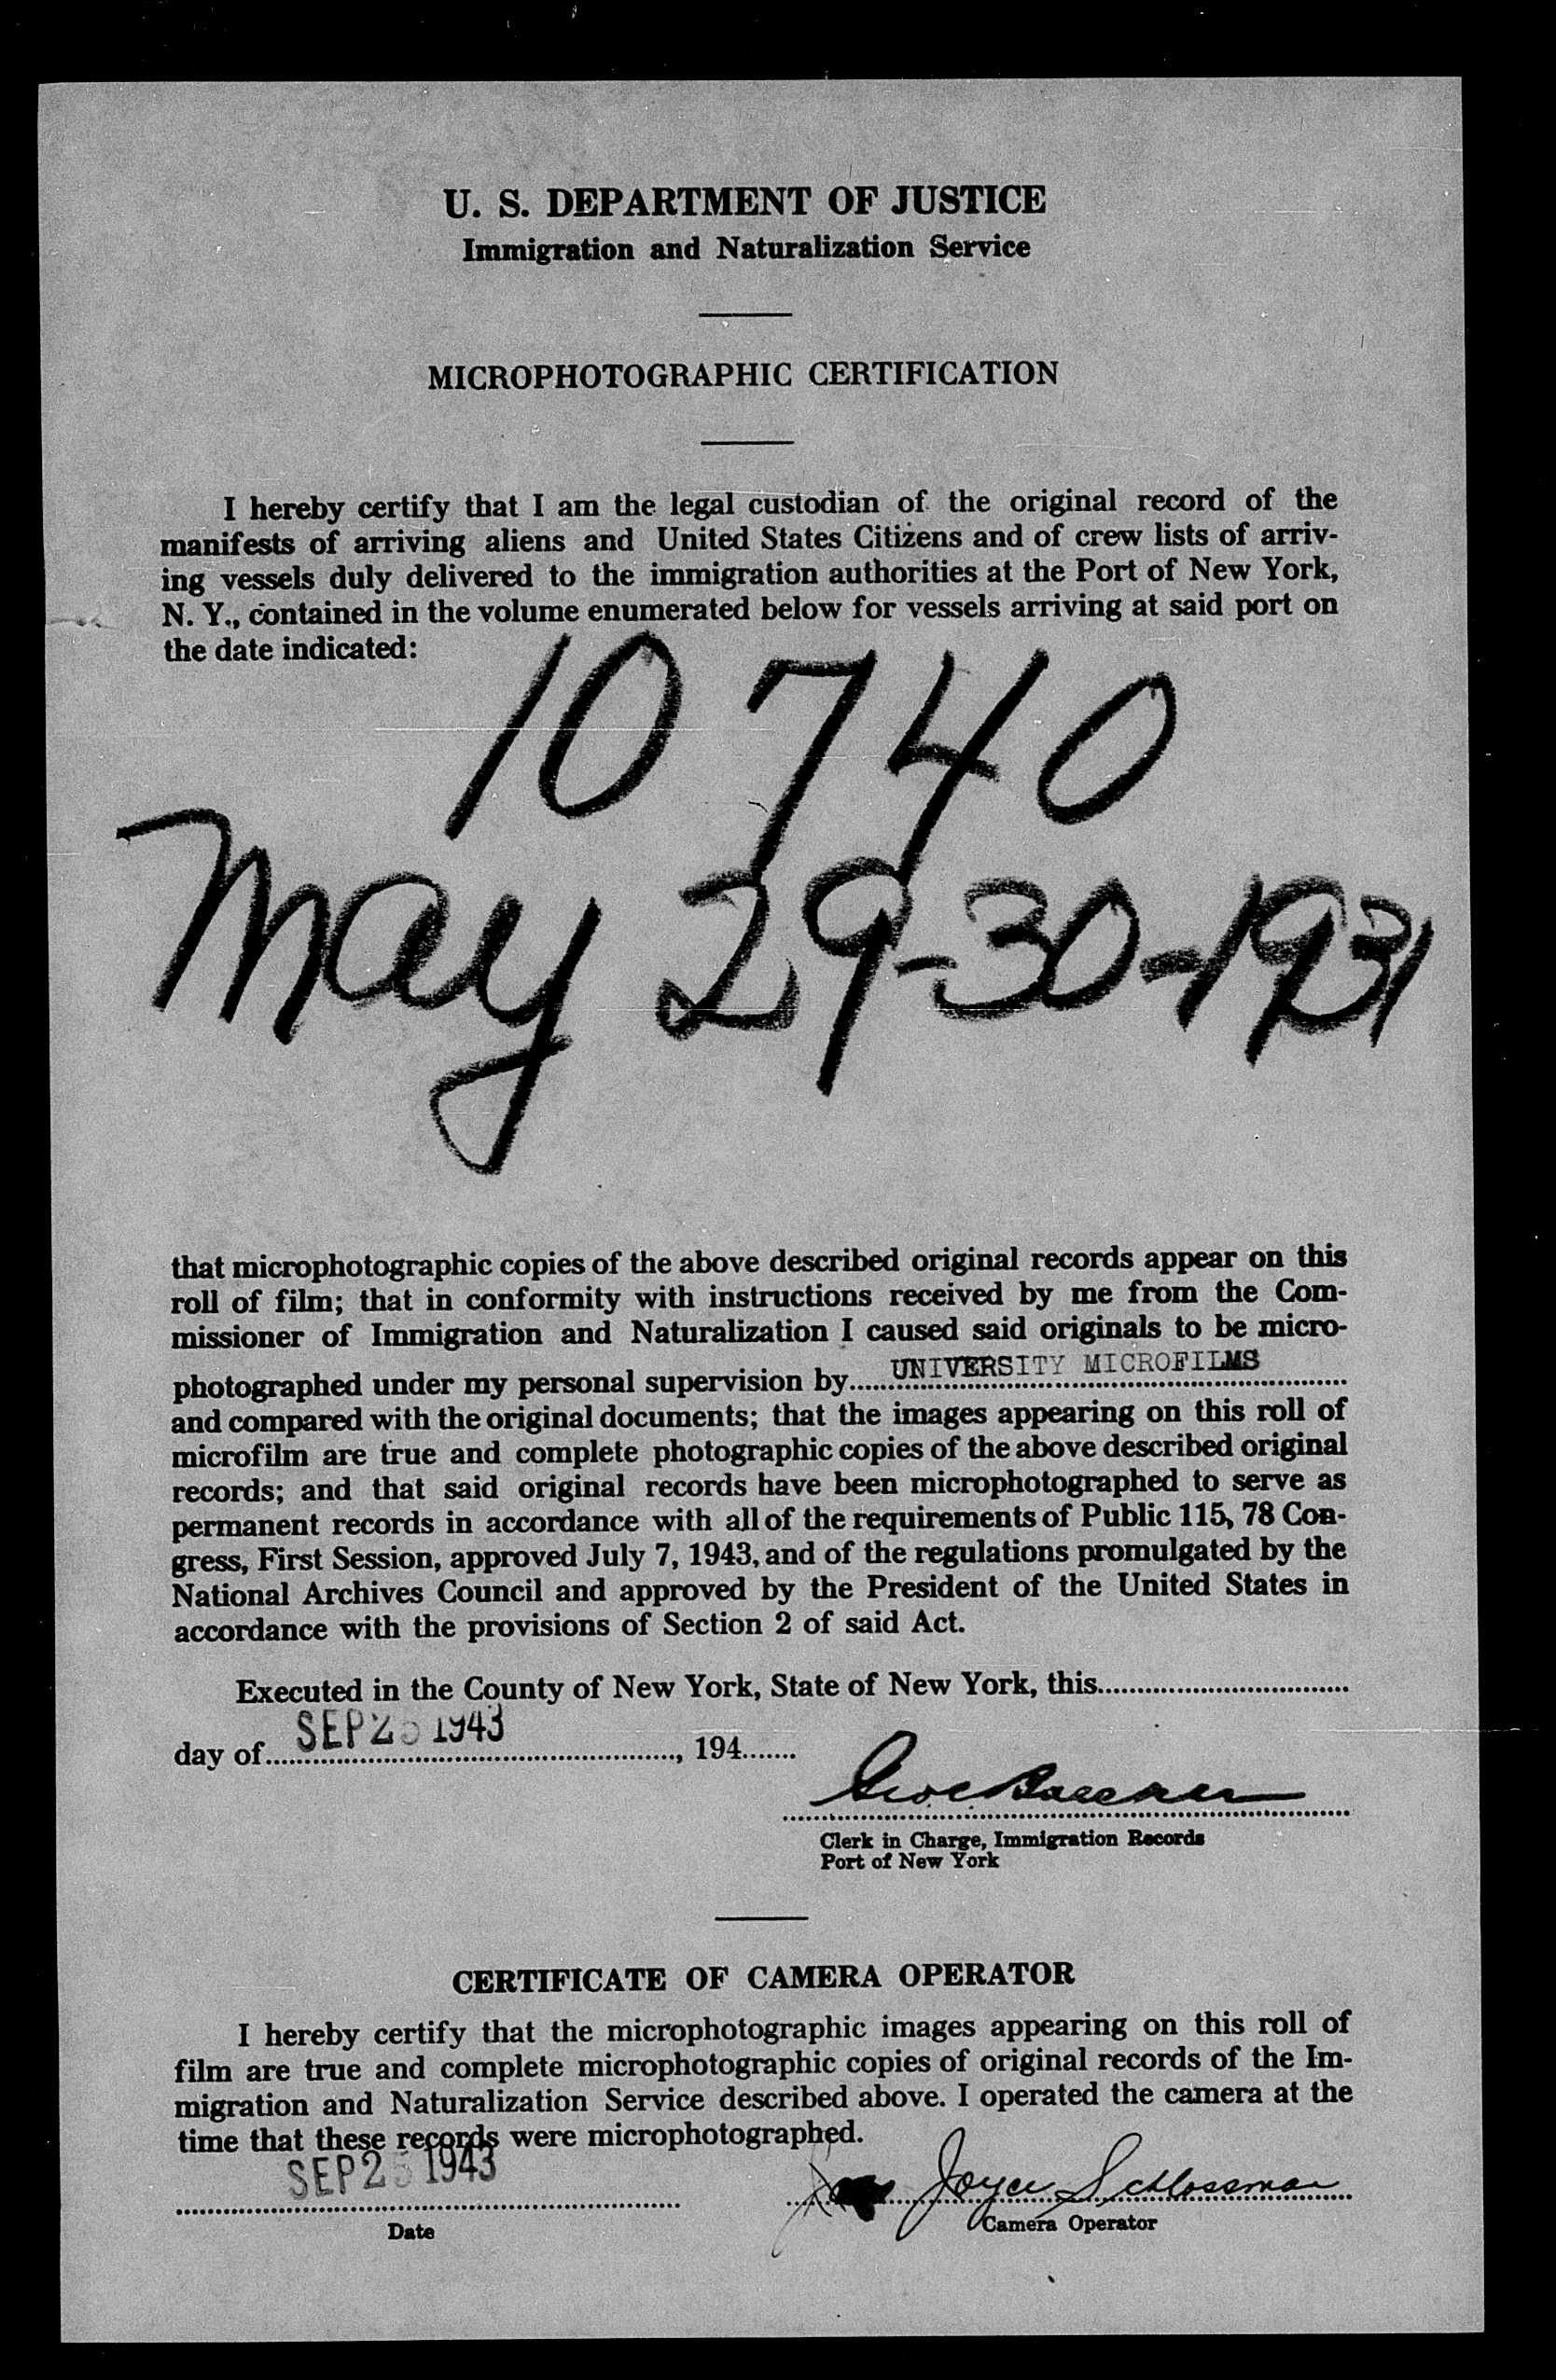 U. S. DEPARTMENT OF JUSTICE
Immigration and Naturalization Service
MICROPHOTOGRAPHIC CERTIFICATION
I hereby certify that I am the legal custodian of the original record of the
manifests of arriving aliens and United States Citizens and of crew lists of arriv-
ing vessels duly delivered to the immigration authorities at the Port of New York,
N. Y., contained in the volume enumerated below for vessels arriving at said port on
the date indicated:
10740
May 29-30-1931
that microphotographic copies of the above described original records appear on this
roll of film; that in conformity with instructions received by me from the Com-
missioner of Immigration and Naturalization I caused said originals to be micro-
photographed under my personal supervision by UNIVERSITY MICROFILMS
and compared with the original documents; that the images appearing on this roll of
microfilm are true and complete photographic copies of the above described original
records; and that said original records have been microphotographed to serve as
permanent records in accordance with all of the requirements of Public 115, 78 Con-
gress, First Session, approved July 7, 1943, and of the regulations promulgated by the
National Archives Council and approved by the President of the United States in
accordance with the provisions of Section 2 of said Act.
Executed in the County of New York, State of New York, this
day of SEP 25 1943, 194
Clerk in Charge, Immigration Records
Port of New York
CERTIFICATE OF CAMERA OPERATOR
I hereby certify that the microphotographic images appearing on this roll of
film are true and complete microphotographic copies of original records of the Im-
migration and Naturalization Service described above. I operated the camera at the
time that these records were microphotographed.
SEP 25 1943
Joyce Schlossman
Date
Camera Operator